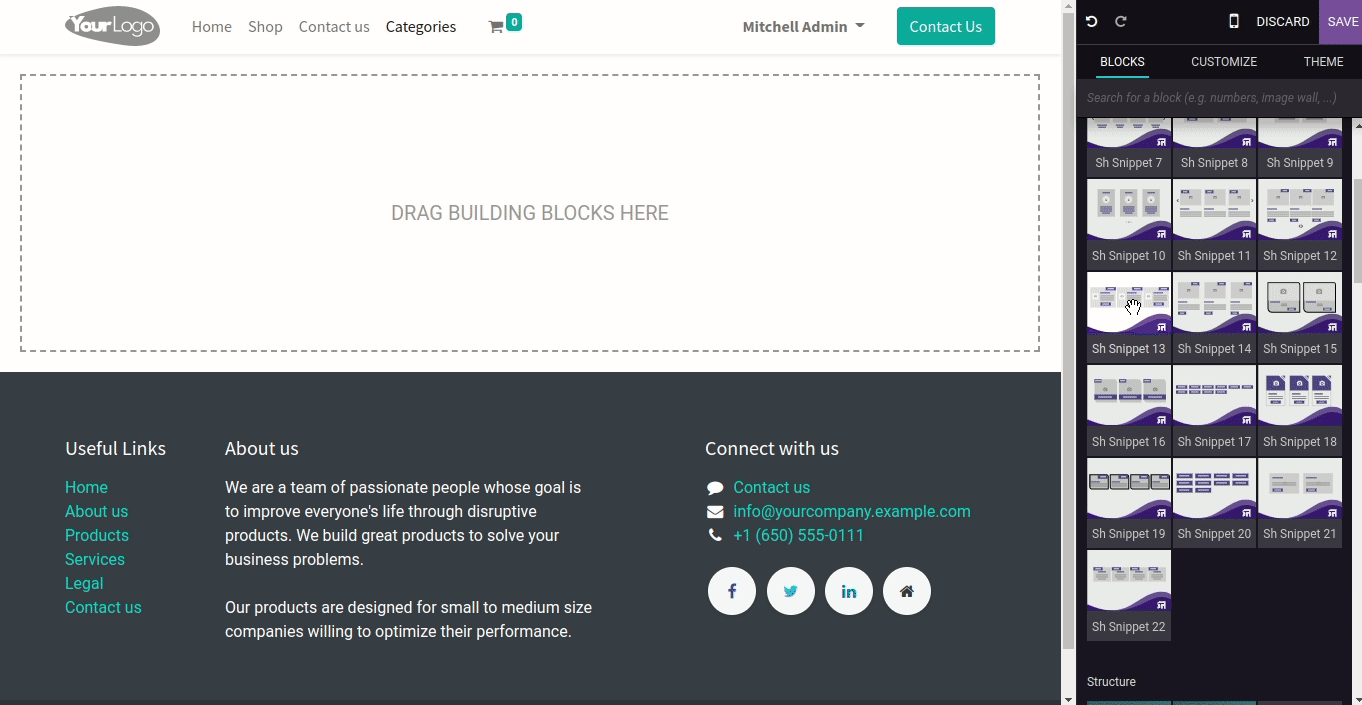 YourLogo
Home Shop Contact us Categories 0 Mitchell Admin Contact Us
DISCARD SAVE
BLOCKS CUSTOMIZE THEME
Search for a block (e.g. numbers, image wall, ...)
DRAG BUILDING BLOCKS HERE
Sh Snippet 7 Sh Snippet 8 Sh Snippet 9
Sh Snippet 10 Sh Snippet 11 Sh Snippet 12
Sh Snippet 13 Sh Snippet 14 Sh Snippet 15
Sh Snippet 16 Sh Snippet 17 Sh Snippet 18
Sh Snippet 19 Sh Snippet 20 Sh Snippet 21
Sh Snippet 22
Structure
Useful Links
Home
About us
Products
Services
Legal
Contact us
About us
We are a team of passionate people whose goal is
to improve everyone's life through disruptive
products. We build great products to solve your
business problems.
Our products are designed for small to medium size
companies willing to optimize their performance.
Connect with us
Contact us
info@yourcompany.example.com
+1 (650) 555-0111